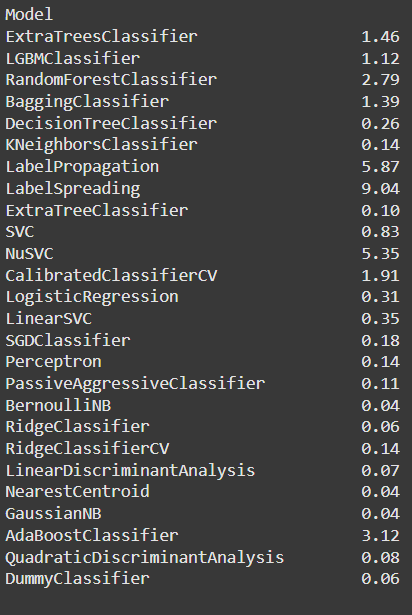 Model
ExtraTreesClassifier 1.46
LGBMClassifier 1.12
RandomForestClassifier 2.79
BaggingClassifier 1.39
DecisionTreeClassifier 0.26
KNeighborsClassifier 0.14
LabelPropagation 5.87
LabelSpreading 9.04
ExtraTreeClassifier 0.10
SVC 0.83
NuSVC 5.35
CalibratedClassifierCV 1.91
LogisticRegression 0.31
LinearSVC 0.35
SGDClassifier 0.18
Perceptron 0.14
PassiveAggressiveClassifier 0.11
BernoulliNB 0.04
RidgeClassifier 0.06
RidgeClassifierCV 0.14
LinearDiscriminantAnalysis 0.07
NearestCentroid 0.04
GaussianNB 0.04
AdaBoostClassifier 3.12
QuadraticDiscriminantAnalysis 0.08
DummyClassifier 0.06